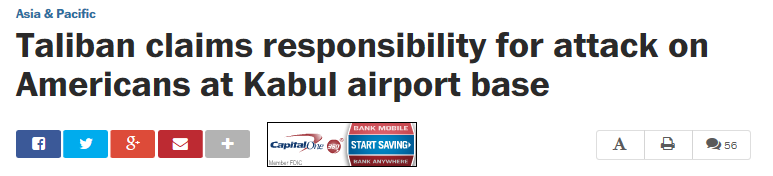 Asia & Pacific
Taliban claims responsibility for attack on
Americans at Kabul airport base
g+
Capital One 360
Member FDIC
BANK MOBILE
START SAVING
BANK ANYWHERE
A
56